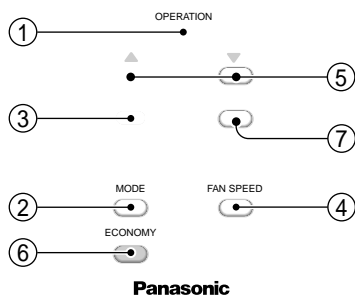 OPERATION
1
5
3
7
MODE
FAN SPEED
2
4
ECONOMY
6
Panasonic